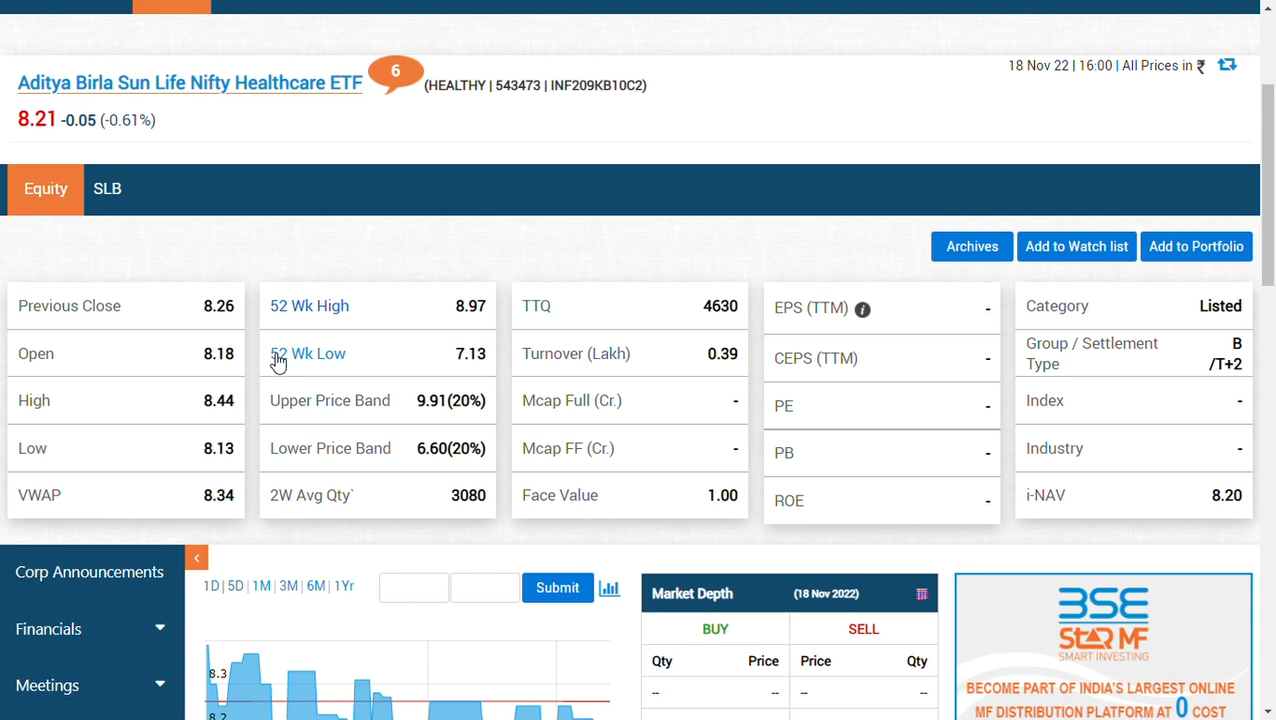 18 Nov 22 | 16:00 | All Prices in ₹
Aditya Birla Sun Life Nifty Healthcare ETF 6 (HEALTHY | 543473 | INF209KB10C2)
8.21 -0.05 (-0.61%)
Equity SLB
Archives Add to Watch list Add to Portfolio
Previous Close 8.26
Open 8.18
High 8.44
Low 8.13
VWAP 8.34
52 Wk High 8.97
52 Wk Low 7.13
Upper Price Band 9.91(20%)
Lower Price Band 6.60(20%)
2W Avg Qty` 3080
TTQ 4630
Turnover (Lakh) 0.39
Mcap Full (Cr.) -
Mcap FF (Cr.) -
Face Value 1.00
EPS (TTM) i -
CEPS (TTM) -
PE -
PB -
ROE -
Category Listed
Group / Settlement B
Type /T+2
Index -
Industry -
i-NAV 8.20
Corp Announcements
Financials
Meetings
1D | 5D | 1M | 3M | 6M | 1Yr Submit
8.3
8.2
Market Depth (18 Nov 2022)
BUY SELL
Qty Price Price Qty
-- -- -- --
BSE
STAR MF
SMART INVESTING
BECOME PART OF INDIA'S LARGEST ONLINE
MF DISTRIBUTION PLATFORM AT 0 COST